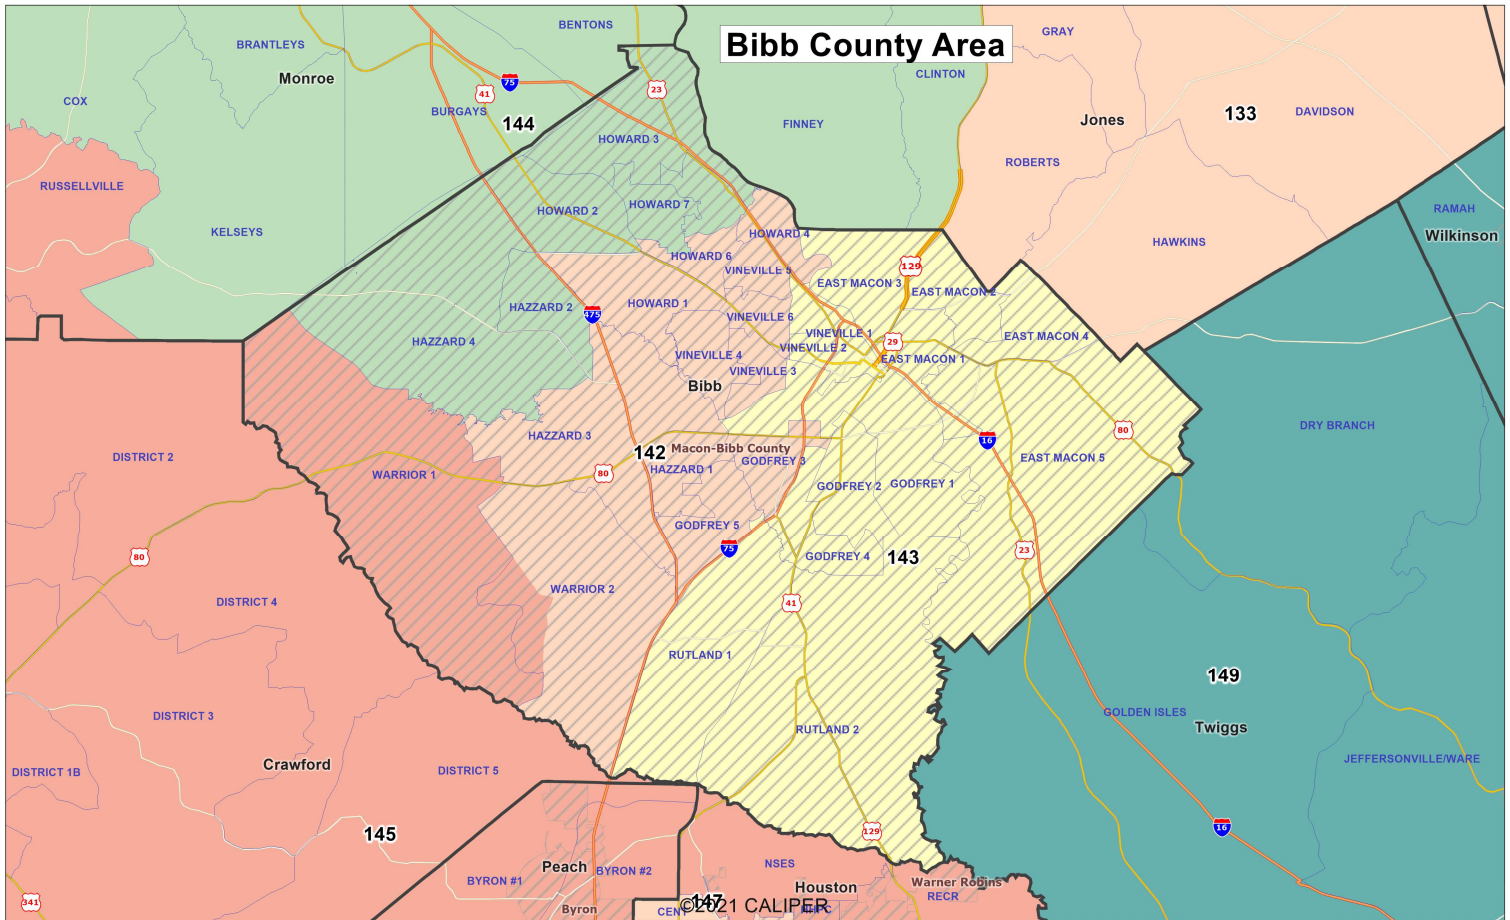 BENTONS
Bibb County Area
GRAY
BRANTLEYS
Monroe
CLINTON
75
41
23
COX
BURGAYS
144
FINNEY
Jones
133
DAVIDSON
HOWARD 3
ROBERTS
RUSSELLVILLE
HOWARD 7
HOWARD 2
RAMAH
Wilkinson
KELSEYS
HOWARD 4
HAWKINS
HOWARD 6
VINEVILLE 5
129
EAST MACON 3
EAST MACON 2
HOWARD 1
HAZZARD 2
475
VINEVILLE 6
VINEVILLE 1
EAST MACON 4
HAZZARD 4
29
VINEVILLE 2
VINEVILLE 4
EAST MACON 1
VINEVILLE 3
Bibb
DRY BRANCH
80
HAZZARD 3
16
142
Macon-Bibb County
DISTRICT 2
GODFREY 3
EAST MACON 5
HAZZARD 1
WARRIOR 1
80
GODFREY 2
GODFREY 1
GODFREY 5
75
23
80
GODFREY 4
143
WARRIOR 2
DISTRICT 4
41
RUTLAND 1
149
GOLDEN ISLES
DISTRICT 3
Twiggs
RUTLAND 2
JEFFERSONVILLE/WARE
Crawford
DISTRICT 5
DISTRICT 1B
16
145
129
NSES
Peach
BYRON #2
BYRON #1
Houston
Warner Robins
RECR
341
147
Byron
CENT
HHPC
©2021 CALIPER